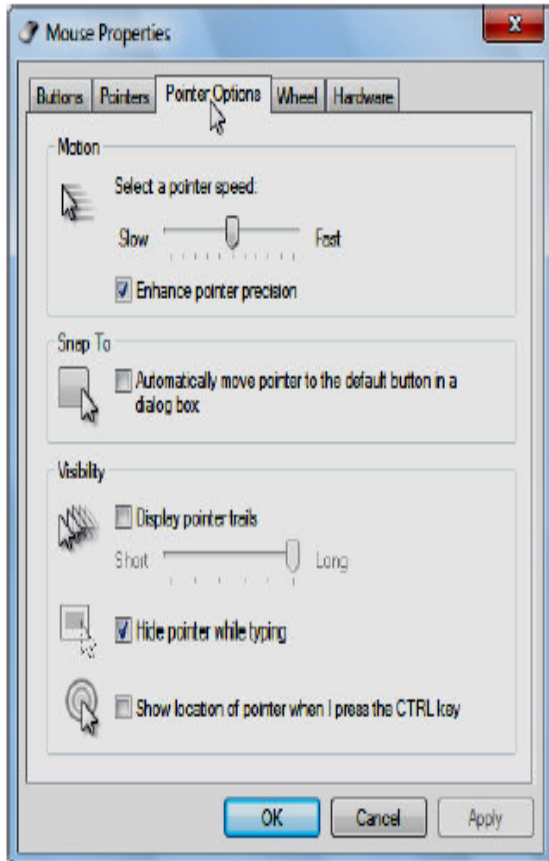 Mouse Properties
Buttons Pointers Pointer Options Wheel Hardware
Motion
Select a pointer speed:
Slow Fast
Enhance pointer precision
Snap To
Automatically move pointer to the default button in a
dialog box
Visibility
Display pointer trails
Short Long
Hide pointer while typing
Show location of pointer when I press the CTRL key
OK Cancel Apply